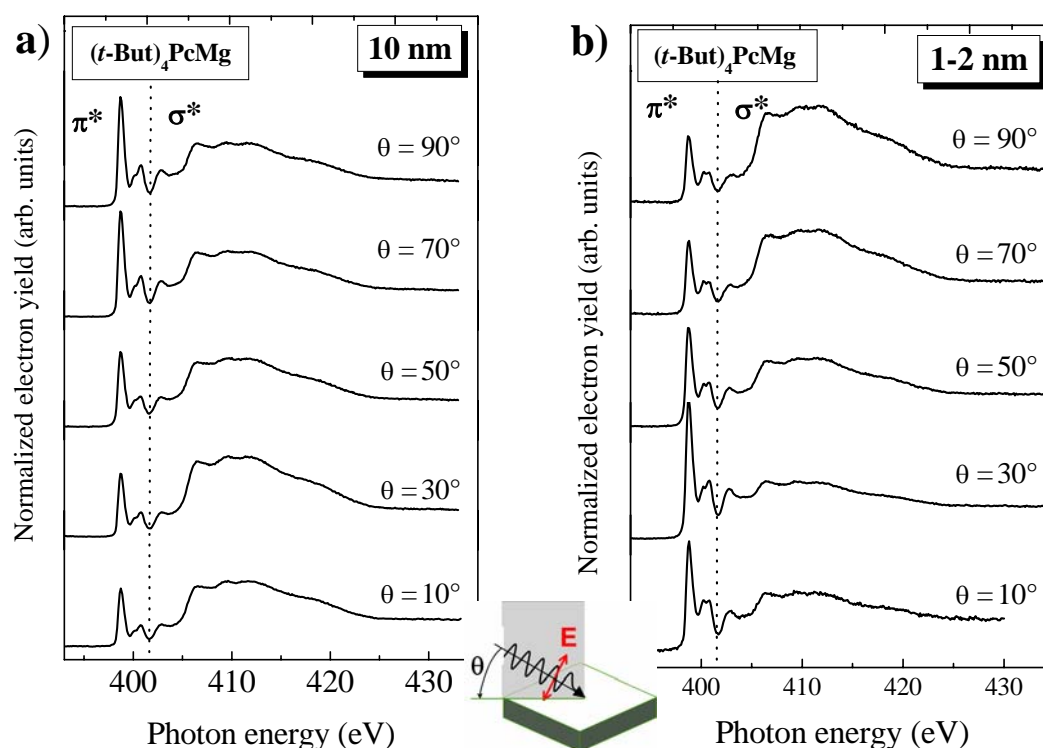 a)
(t-But)4PcMg
10 nm
π*
σ*
θ = 90°
θ = 70°
θ = 50°
θ = 30°
θ = 10°
Normalized electron yield (arb. units)
400
410
420
430
Photon energy (eV)
θ
E
b)
(t-But)4PcMg
1-2 nm
π*
σ*
θ = 90°
θ = 70°
θ = 50°
θ = 30°
θ = 10°
Normalized electron yield (arb. units)
400
410
420
430
Photon energy (eV)